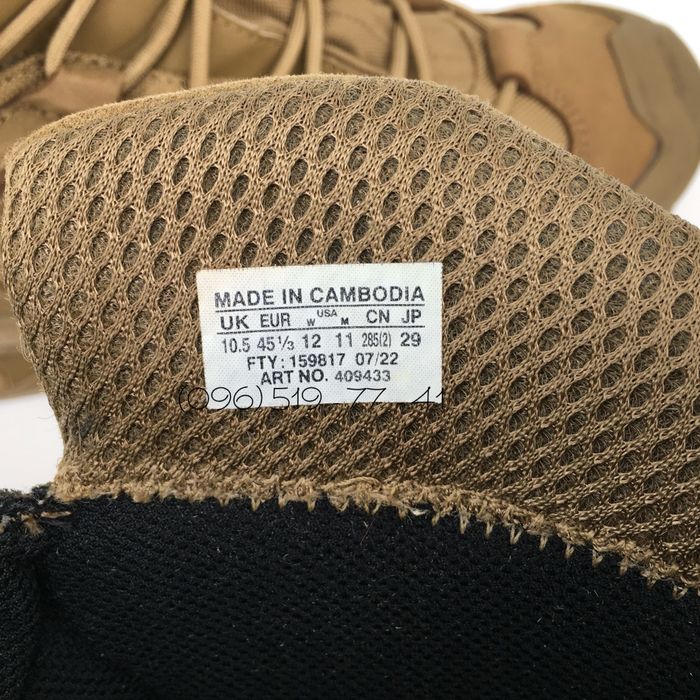 MADE IN CAMBODIA
UK EUR W USA M CN JP
10.5 45⅓ 12 11 285(2) 29
FTY: 159817 07/22
ART NO. 409433
(096) 519 77 41